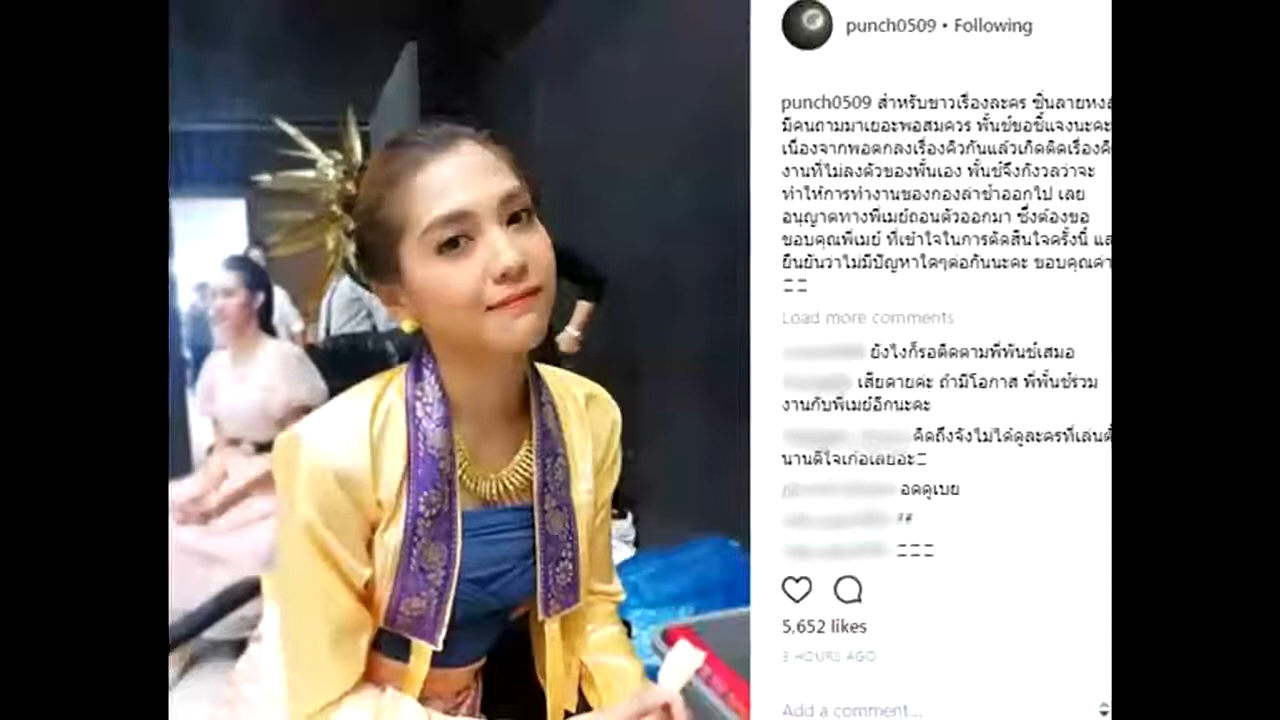 punch0509 • Following
punch0509 สำหรับข่าวเรื่องละคร ชิ่นลายหงส์
มีคนถามมาเยอะพอสมควร พั้นช์ขอชี้แจงนะคะ
เนื่องจากพอตกลงเรื่องคิวกันแล้วเกิดติดเรื่องคิ
งานที่ไม่ลงตัวของพั้นเอง พั้นช์จึงกังวลว่าจะ
ทำให้การทำงานของกองล่าช้าออกไป เลย
อนุญาตทางพี่เมย์ถอนตัวออกมา ซึ่งต้องขอ
ขอบคุณพี่เมย์ ที่เข้าใจในการตัดสินใจครั้งนี้ และ
ยืนยันว่าไม่มีปัญหาใดๆต่อกันนะคะ ขอบคุณค่า
Load more comments
ยังไงก็รอติดตามพี่พันช์เสมอ
เสียดายค่ะ ถ้ามีโอกาส พี่พั้นช์ร่วม
งานกับพี่เมย์อีกนะคะ
คิดถึงจังไม่ได้ดูละครที่เล่นตั้
นานดีใจเก้อเลยอะ
อดดูเบย
5,652 likes
3 HOURS AGO
Add a comment...